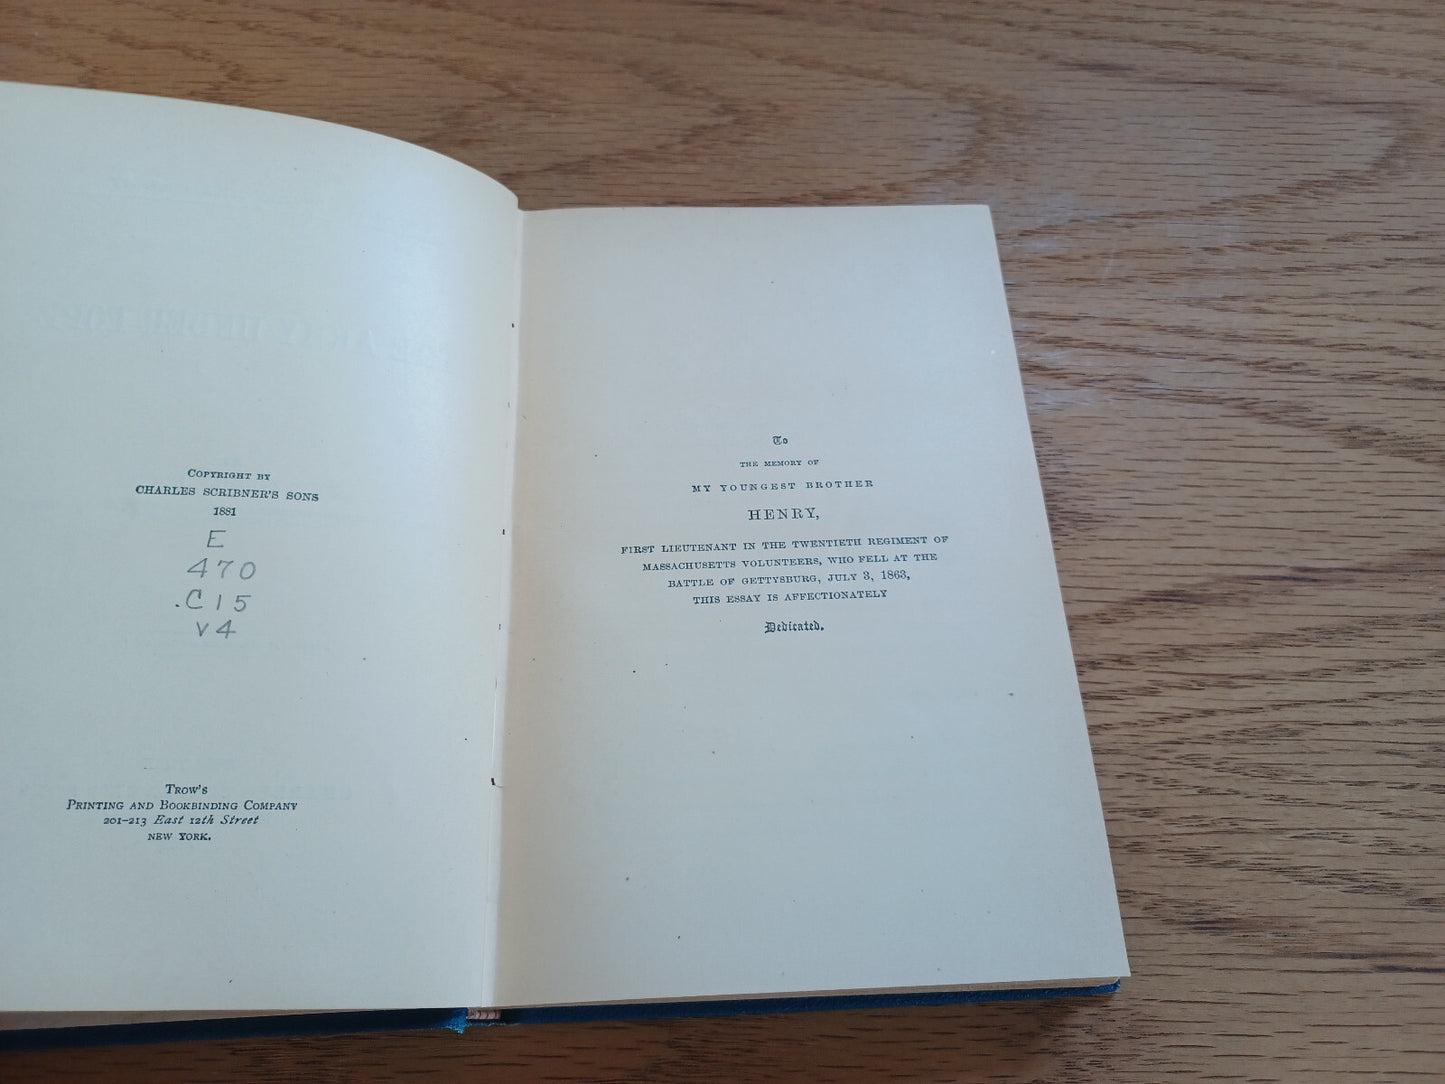 COPYRIGHT BY
CHARLES SCRIBNER'S SONS
1881
E
470
.C15
v4
TROW'S
PRINTING AND BOOKBINDING COMPANY
201–213 East 12th Street
NEW YORK.
To
THE MEMORY OF
MY YOUNGEST BROTHER
HENRY,
FIRST LIEUTENANT IN THE TWENTIETH REGIMENT OF
MASSACHUSETTS VOLUNTEERS, WHO FELL AT THE
BATTLE OF GETTYSBURG, JULY 3, 1863,
THIS ESSAY IS AFFECTIONATELY
Dedicated.